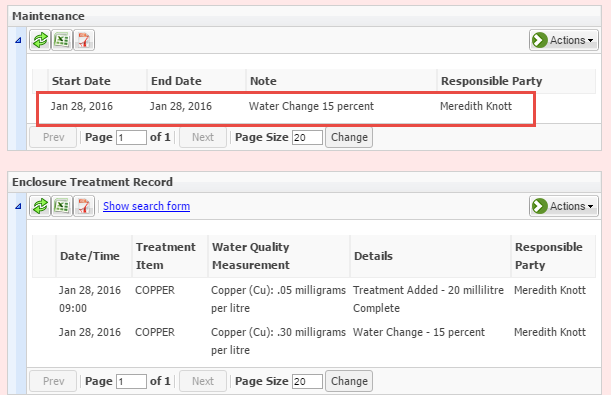 Maintenance
Actions
Start Date End Date Note Responsible Party
Jan 28, 2016 Jan 28, 2016 Water Change 15 percent Meredith Knott
Prev Page 1 of 1 Next Page Size 20 Change
Enclosure Treatment Record
Show search form Actions
Date/Time Treatment Item Water Quality Measurement Details Responsible Party
Jan 28, 2016 09:00 COPPER Copper (Cu): .05 milligrams per litre Treatment Added - 20 millilitre Complete Meredith Knott
Jan 28, 2016 COPPER Copper (Cu): .30 milligrams per litre Water Change - 15 percent Meredith Knott
Prev Page 1 of 1 Next Page Size 20 Change